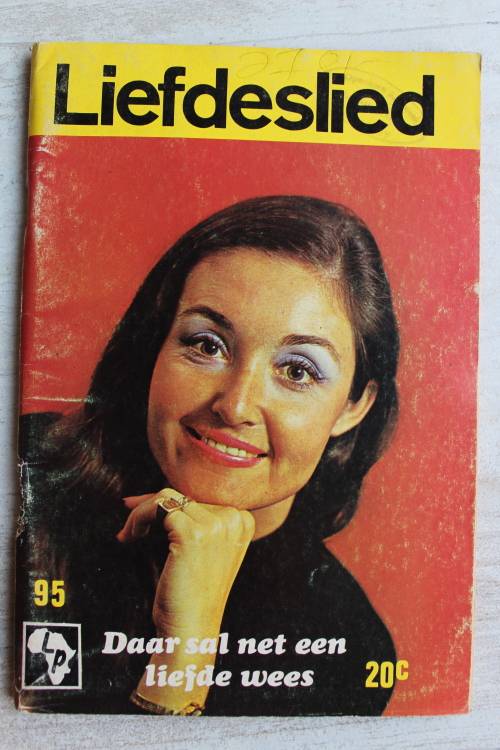 Liefdeslied
95
LP
Daar sal net een
liefde wees
20c